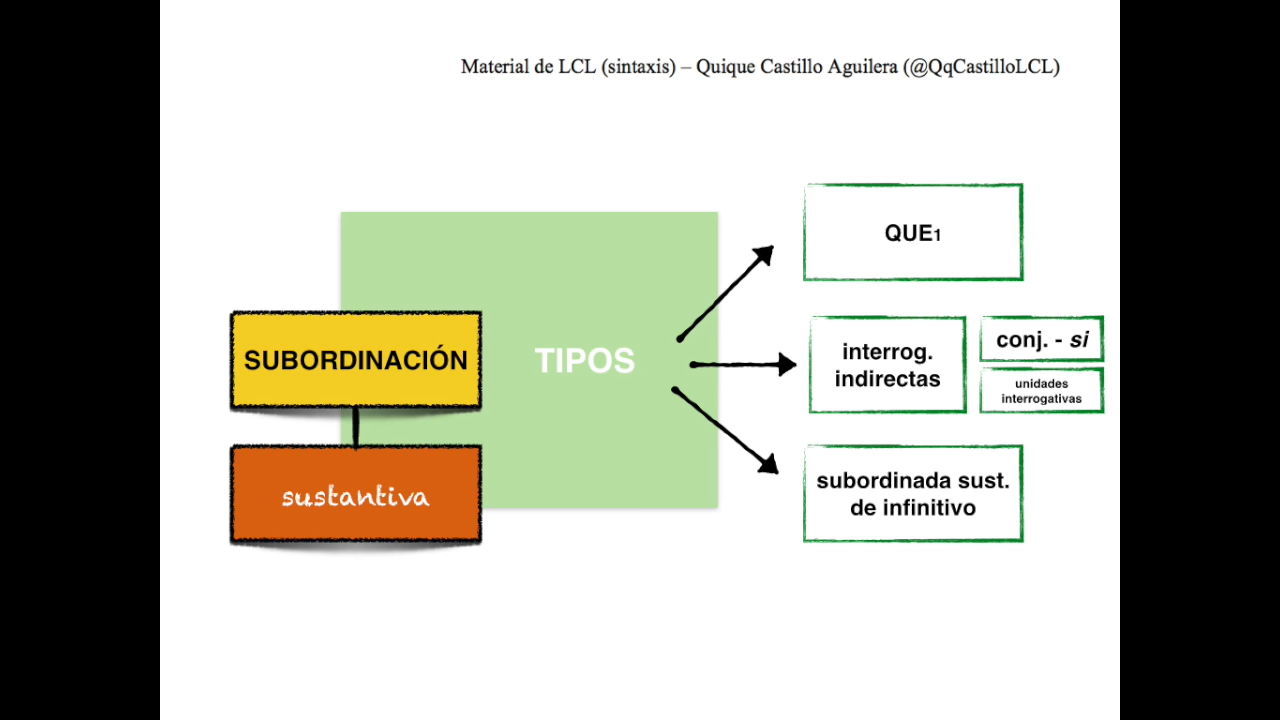 Material de LCL (sintaxis) – Quique Castillo Aguilera (@QqCastilloLCL)
SUBORDINACIÓN
sustantiva
TIPOS
QUE1
interrog.
indirectas
conj. - si
unidades
interrogativas
subordinada sust.
de infinitivo